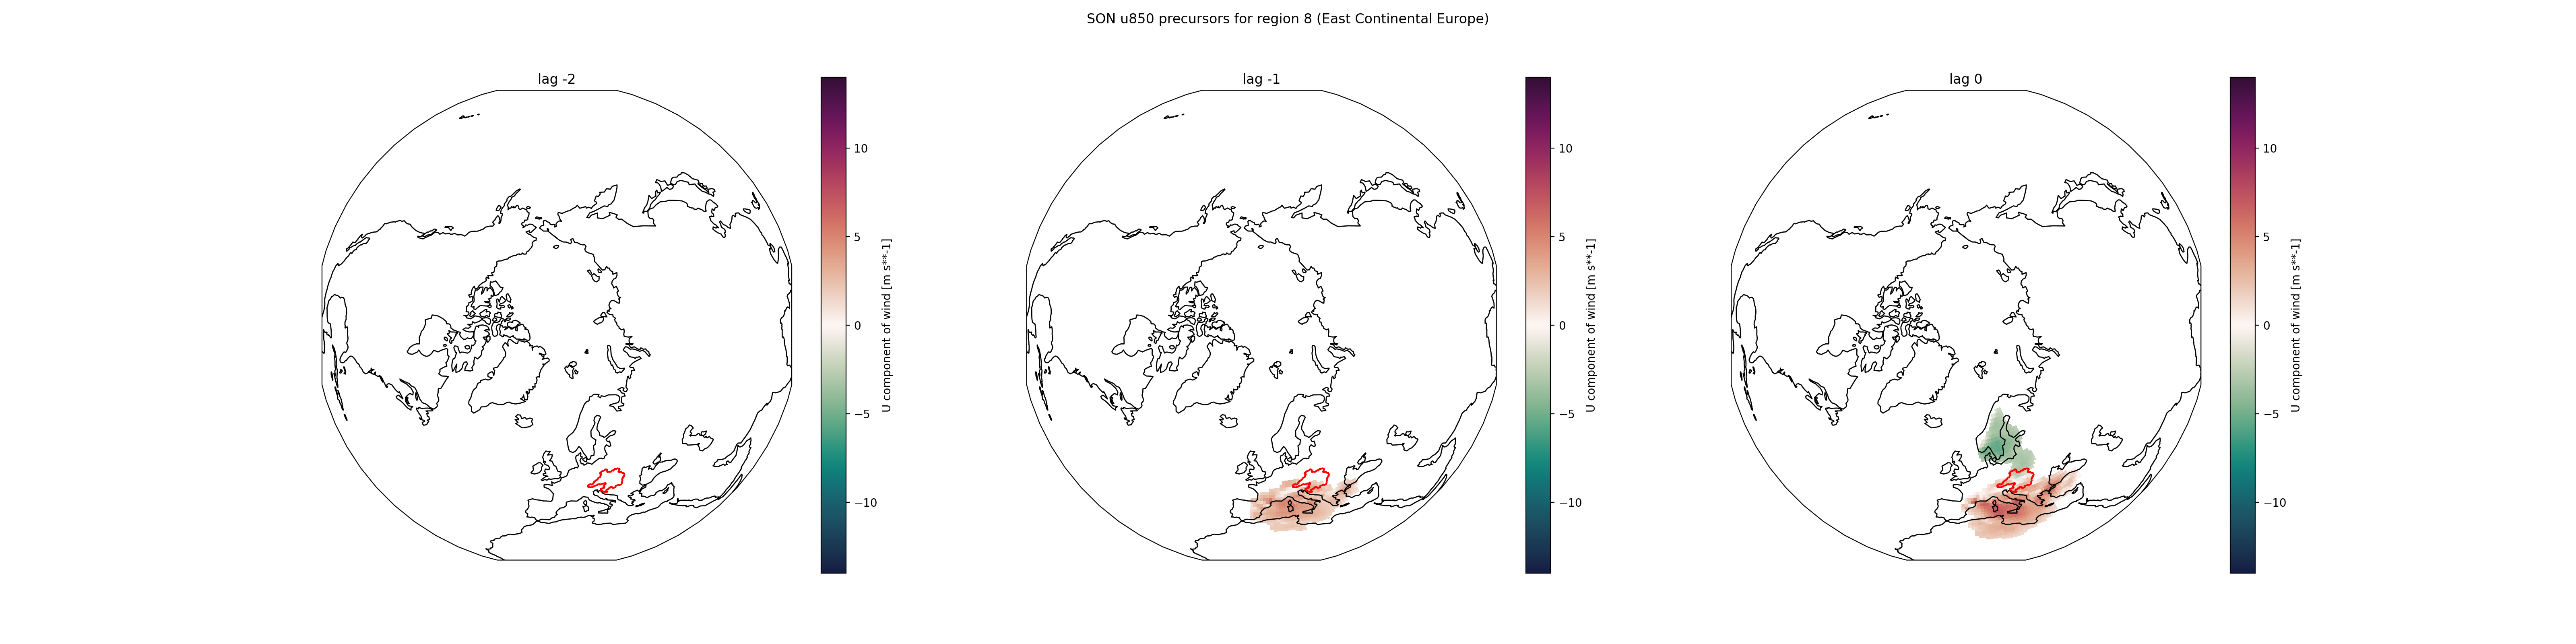 SON u850 precursors for region 8 (East Continental Europe)
lag -2
10
5
0
−5
−10
U component of wind [m s**-1]
lag -1
10
5
0
−5
−10
U component of wind [m s**-1]
lag 0
10
5
0
−5
−10
U component of wind [m s**-1]